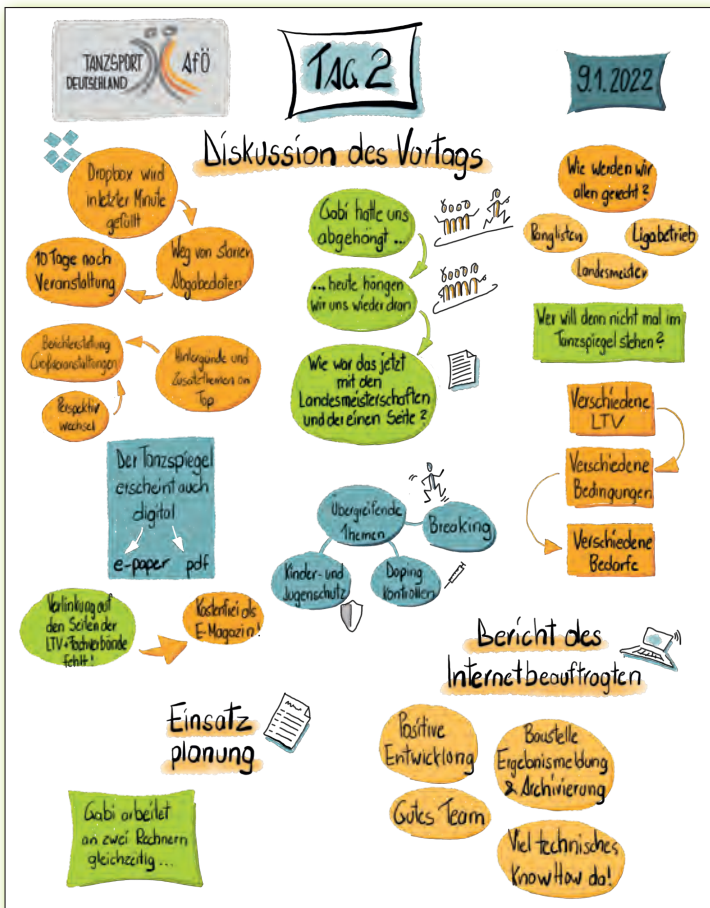 TANZSPORT
DEUTSCHLAND
AfÖ
TAG 2
9.1.2022
Diskussion des Vortags
Dropbox wird
in letzter Minute
gefüllt
Weg von starren
Abgabedaten
10 Tage nach
Veranstaltung
Berichterstellung
Großveranstaltungen
Hintergründe und
Zusatzthemen on
Top
Perspektiv
wechsel
Der Tanzspiegel
erscheint auch
digital
e-paper pdf
Verlinkung auf
den Seiten der
LTV + Fachverbände
fehlt!
Kostenfrei als
E-Magazin!
Gabi hatte uns
abgehängt ...
... heute hängen
wir uns wieder dran
Wie war das jetzt
mit den
Landesmeisterschaften
und der einen Seite?
Übergreifende
Themen
Breaking
Kinder- und
Jugenschutz
Doping
kontrollen
Wie werden wir
allen gerecht?
Ranglisten
Ligabetrieb
Landesmeister
Wer will denn nicht mal im
Tanzspiegel stehen?
Verschiedene
LTV
Verschiedene
Bedingungen
Verschiedene
Bedarfe
Einsatz
planung
Gabi arbeitet
an zwei Rechnern
gleichzeitig ...
Bericht des
Internetbeauftragten
Positive
Entwicklong
Baustelle
Ergebnismeldung
& Archivierung
Gutes Team
Viel technisches
KnowHow da!